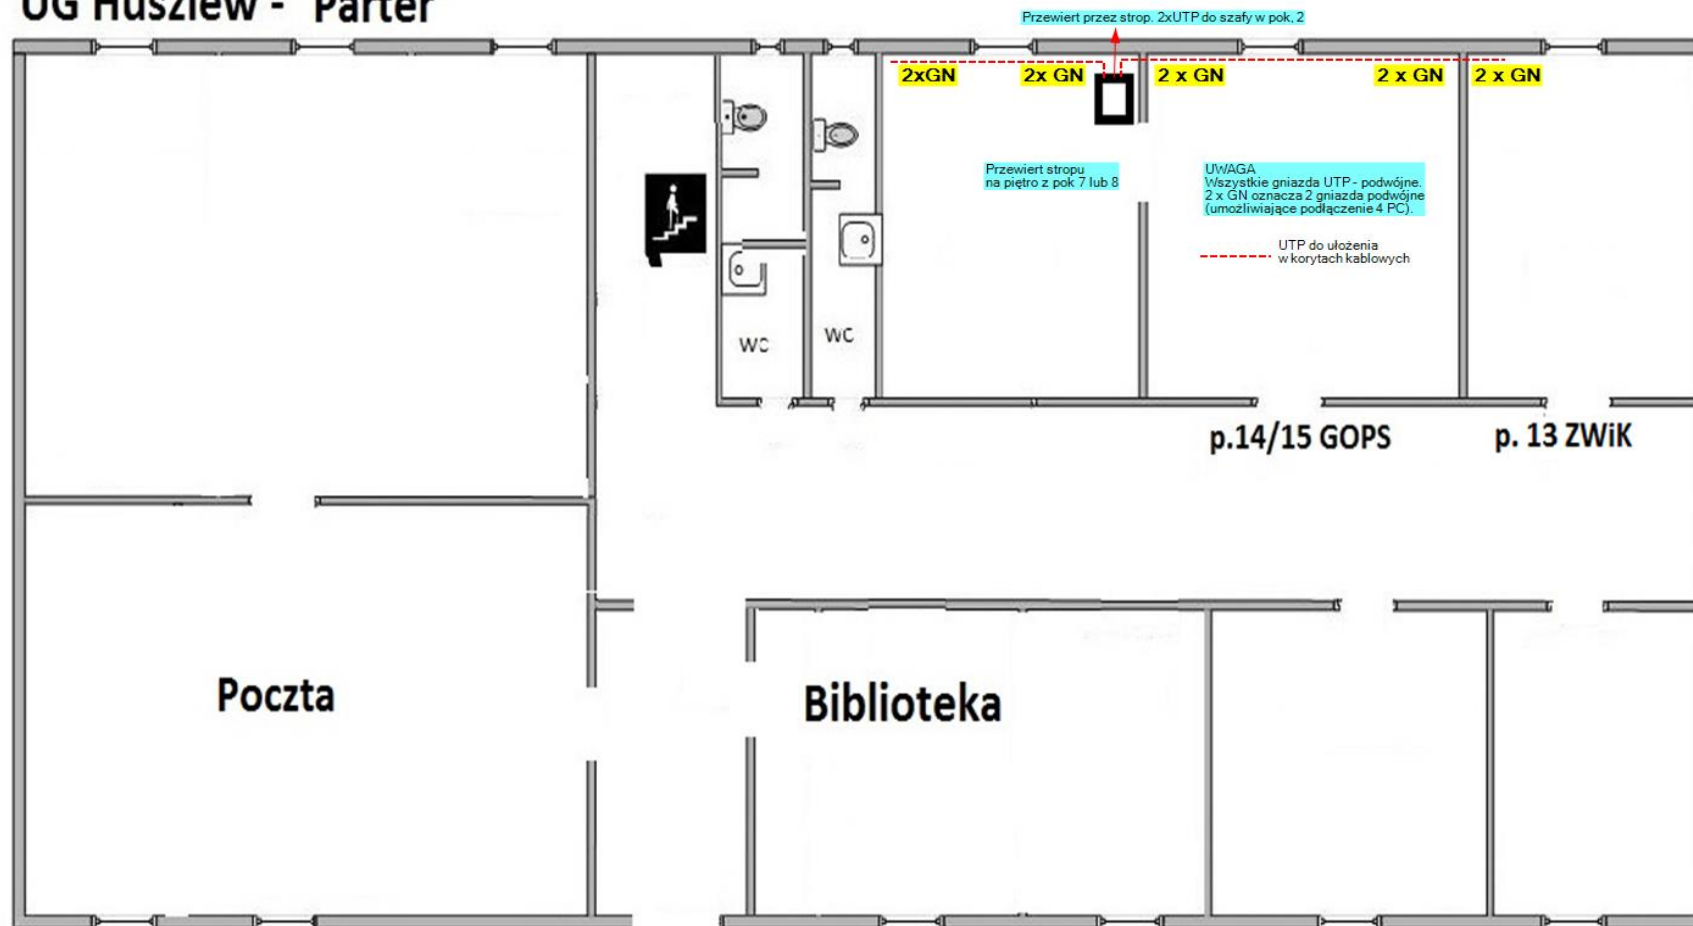 UG Huszlew - Parter
Przewiert przez strop. 2xUTP do szafy w pok, 2
2xGN
2x GN
2 x GN
2 x GN
2 x GN
Przewiert stropu
na piętro z pok 7 lub 8
UWAGA
Wszystkie gniazda UTP - podwójne.
2 x GN oznacza 2 gniazda podwójne
(umożliwiające podłączenie 4 PC).
UTP do ułożenia
w korytach kablowych
WC
WC
p.14/15 GOPS
p. 13 ZWiK
Poczta
Biblioteka